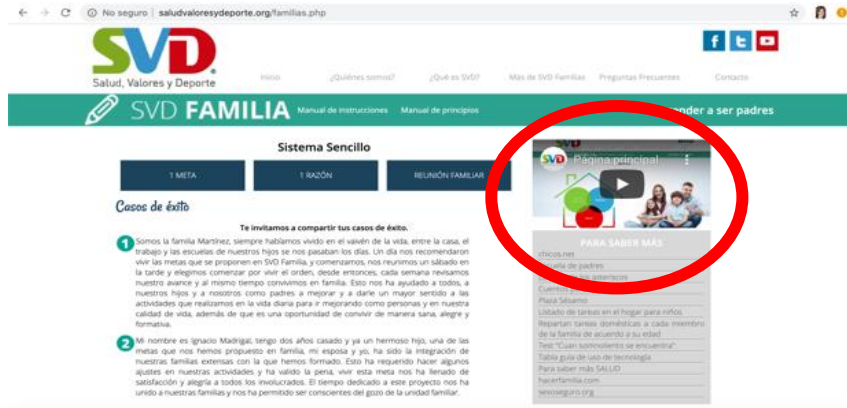 No seguro | saludvaloresydeporte.org/familias.php
SVD
Salud, Valores y Deporte
Inicio ¿Quiénes somos? ¿Qué es SVD? Más de SVD Familias Preguntas Frecuentes Contacto
SVD FAMILIA Manual de instrucciones Manual de principios ender a ser padres
Sistema Sencillo
1 META 1 RAZÓN REUNIÓN FAMILIAR
SVD Página principal
Casos de éxito
Te invitamos a compartir tus casos de éxito.
1 Somos la familia Martínez, siempre habíamos vivido en el vaivén de la vida, entre la casa, el
trabajo y las escuelas de nuestros hijos se nos pasaban los días. Un día nos recomendaron
vivir las metas que se proponen en SVD Familia, y comenzamos, nos reunimos un sábado en
la tarde y elegimos comenzar por vivir el orden, desde entonces, cada semana revisamos
nuestro avance y al mismo tiempo convivimos en familia. Esto nos ha ayudado a todos, a
nuestros hijos y a nosotros como padres a mejorar y a darle un mayor sentido a las
actividades que realizamos en la vida diaria para ir mejorando como personas y en nuestra
calidad de vida, además de que es una oportunidad de convivir de manera sana, alegre y
formativa.
2 Mi nombre es Ignacio Madrigal, tengo dos años casado y ya un hermoso hijo, una de las
metas que nos hemos propuesto en familia, mi esposa y yo, ha sido la integración de
nuestras familias extensas con la que hemos formado. Esto ha requerido hacer algunos
ajustes en nuestras actividades y ha valido la pena, vivir esta meta nos ha llenado de
satisfacción y alegría a todos los involucrados. El tiempo dedicado a este proyecto nos ha
unido a nuestras familias y nos ha permitido ser conscientes del gozo de la unidad familiar.
PARA SABER MÁS
chicos.net
escuela de padres
los asteriscos
Cuentos
Plaza Sésamo
Listado de tareas en el hogar para niños
Repartan tareas domésticas a cada miembro
de la familia de acuerdo a su edad
Test "Cuan somnoliento se encuentra"
Tabla guía de uso de tecnología
Para saber más SALUD
hacerfamilia.com
sexoseguro.org